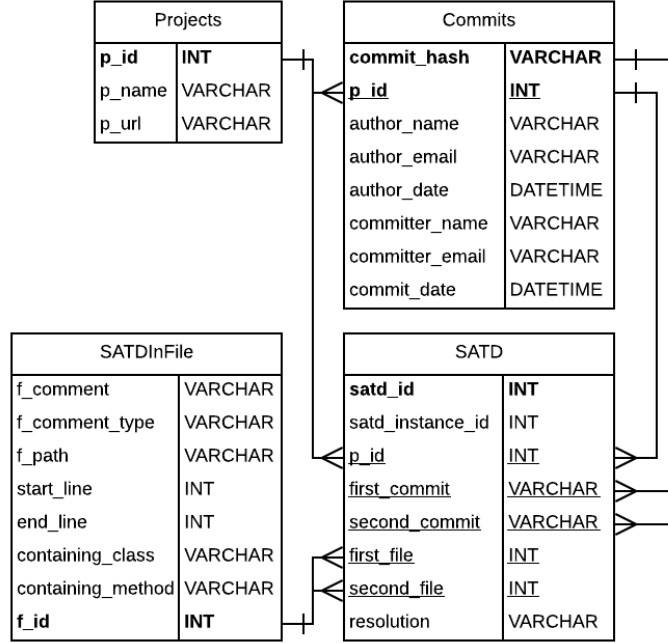 Projects
p_id INT
p_name VARCHAR
p_url VARCHAR
Commits
commit_hash VARCHAR
p_id INT
author_name VARCHAR
author_email VARCHAR
author_date DATETIME
committer_name VARCHAR
committer_email VARCHAR
commit_date DATETIME
SATDInFile
f_comment VARCHAR
f_comment_type VARCHAR
f_path VARCHAR
start_line INT
end_line INT
containing_class VARCHAR
containing_method VARCHAR
f_id INT
SATD
satd_id INT
satd_instance_id INT
p_id INT
first_commit VARCHAR
second_commit VARCHAR
first_file INT
second_file INT
resolution VARCHAR